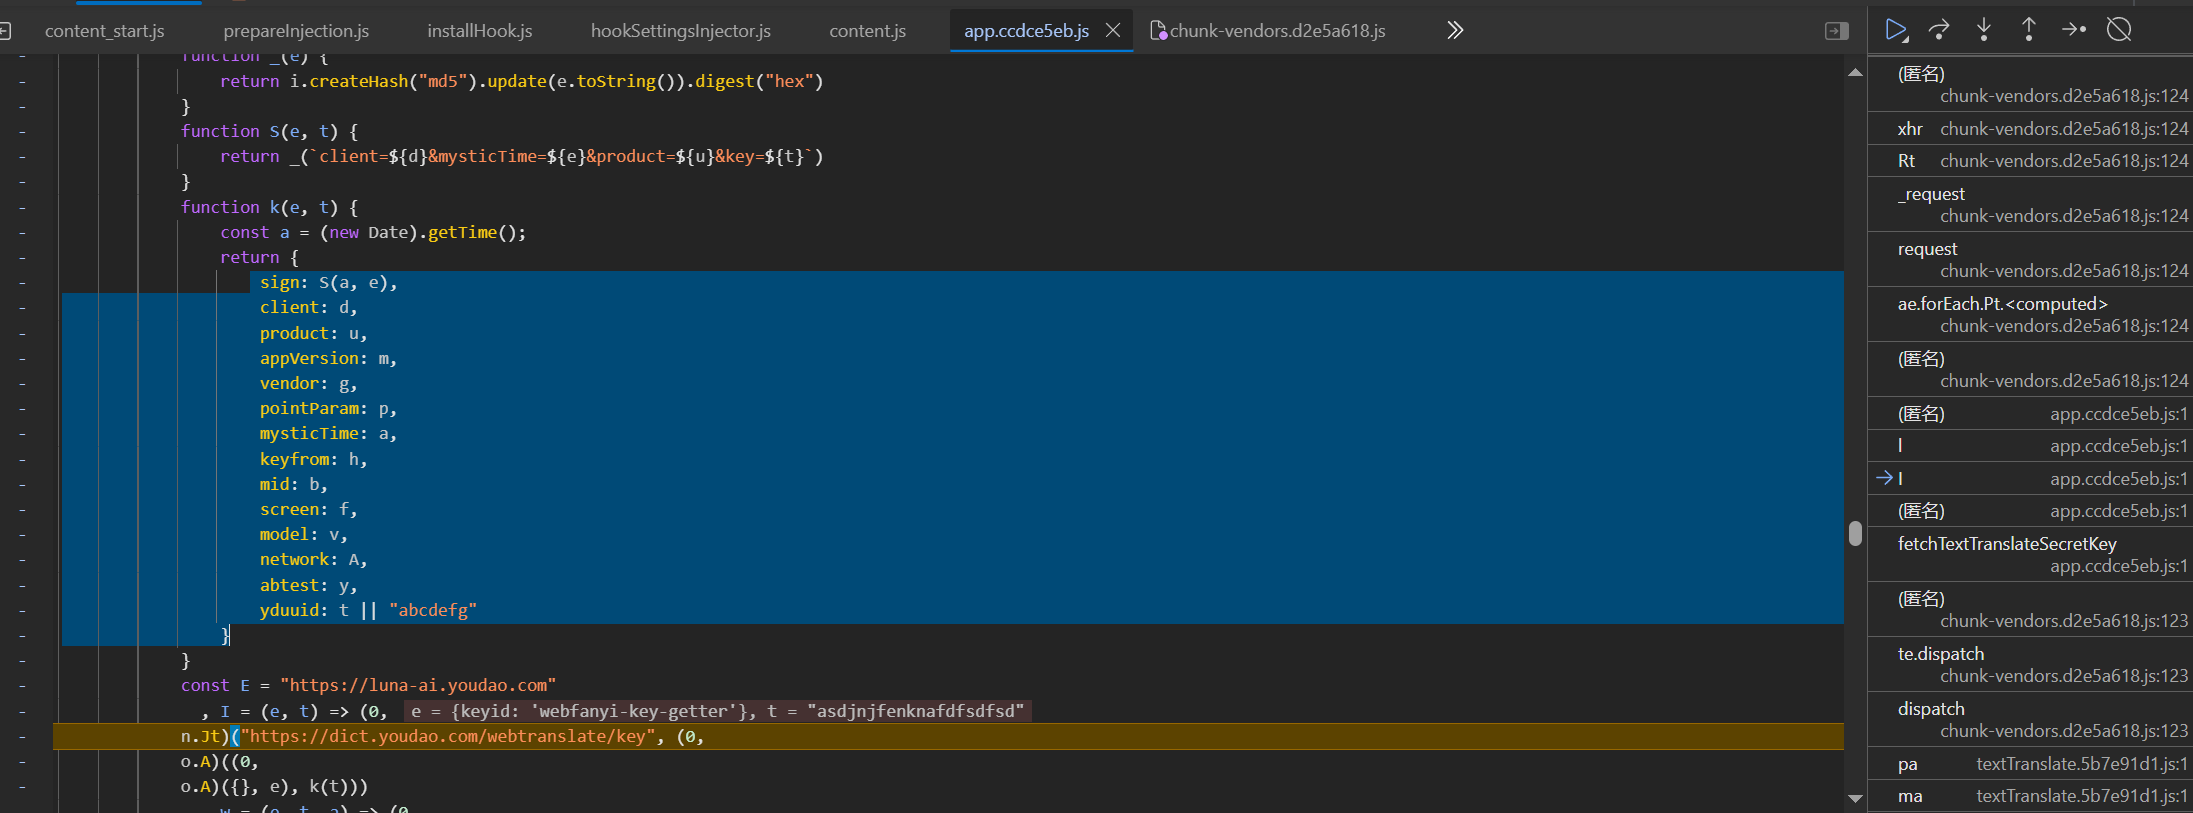 content_start.js prepareInjection.js installHook.js hookSettingsInjector.js content.js app.ccdce5eb.js chunk-vendors.d2e5a618.js
function _(e) {
return i.createHash("md5").update(e.toString()).digest("hex")
}
function S(e, t) {
return _(`client=${d}&mysticTime=${e}&product=${u}&key=${t}`)
}
function k(e, t) {
const a = (new Date).getTime();
return {
sign: S(a, e),
client: d,
product: u,
appVersion: m,
vendor: g,
pointParam: p,
mysticTime: a,
keyfrom: h,
mid: b,
screen: f,
model: v,
network: A,
abtest: y,
yduuid: t || "abcdefg"
}
}
const E = "https://luna-ai.youdao.com"
, I = (e, t) => (0, e = {keyid: 'webfanyi-key-getter'}, t = "asdjnjfenknafdfsdfsd"
n.Jt)("https://dict.youdao.com/webtranslate/key", (0,
o.A)((0,
o.A)({}, e), k(t)))
, w = (e, t, a) => (0,
(匿名)
chunk-vendors.d2e5a618.js:124
xhr chunk-vendors.d2e5a618.js:124
Rt chunk-vendors.d2e5a618.js:124
_request
chunk-vendors.d2e5a618.js:124
request
chunk-vendors.d2e5a618.js:124
ae.forEach.Pt.<computed>
chunk-vendors.d2e5a618.js:124
(匿名)
chunk-vendors.d2e5a618.js:124
(匿名) app.ccdce5eb.js:1
l app.ccdce5eb.js:1
I app.ccdce5eb.js:1
(匿名) app.ccdce5eb.js:1
fetchTextTranslateSecretKey
app.ccdce5eb.js:1
(匿名)
chunk-vendors.d2e5a618.js:123
te.dispatch
chunk-vendors.d2e5a618.js:123
dispatch
chunk-vendors.d2e5a618.js:123
pa textTranslate.5b7e91d1.js:1
ma textTranslate.5b7e91d1.js:1